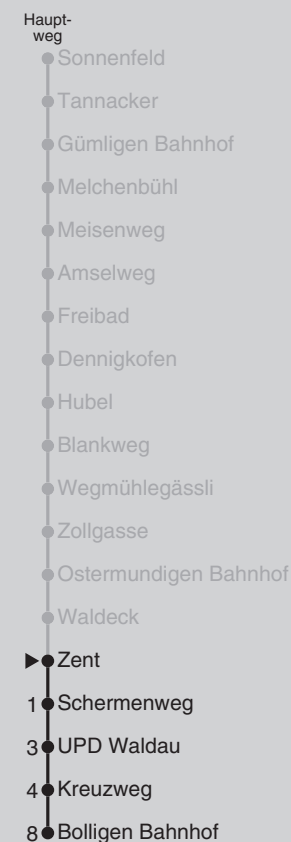 Haupt-
weg
Sonnenfeld
Tannacker
Gümligen Bahnhof
Melchenbühl
Meisenweg
Amselweg
Freibad
Dennigkofen
Hubel
Blankweg
Wegmühlegässli
Zollgasse
Ostermundigen Bahnhof
Waldeck
Zent
1 Schermenweg
3 UPD Waldau
4 Kreuzweg
8 Bolligen Bahnhof